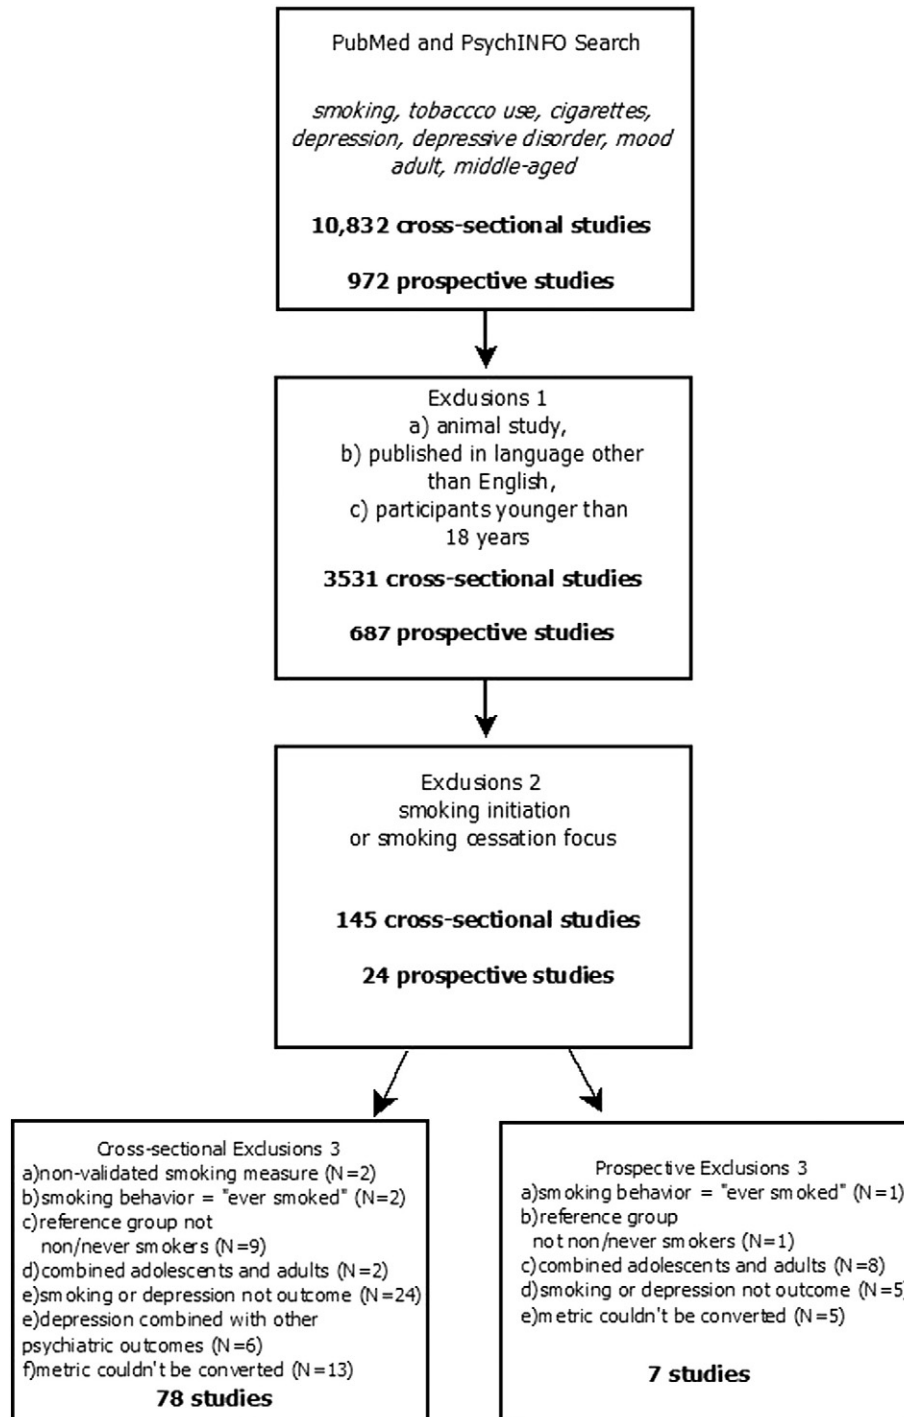 PubMed and PsychINFO Search
smoking, tobaccco use, cigarettes,
depression, depressive disorder, mood
adult, middle-aged
10,832 cross-sectional studies
972 prospective studies
Exclusions 1
a) animal study,
b) published in language other
than English,
c) participants younger than
18 years
3531 cross-sectional studies
687 prospective studies
Exclusions 2
smoking initiation
or smoking cessation focus
145 cross-sectional studies
24 prospective studies
Cross-sectional Exclusions 3
a)non-validated smoking measure (N=2)
b)smoking behavior = "ever smoked" (N=2)
c)reference group not
non/never smokers (N=9)
d)combined adolescents and adults (N=2)
e)smoking or depression not outcome (N=24)
e)depression combined with other
psychiatric outcomes (N=6)
f)metric couldn't be converted (N=13)
78 studies
Prospective Exclusions 3
a)smoking behavior = "ever smoked" (N=1)
b)reference group
not non/never smokers (N=1)
c)combined adolescents and adults (N=8)
d)smoking or depression not outcome (N=5)
e)metric couldn't be converted (N=5)
7 studies